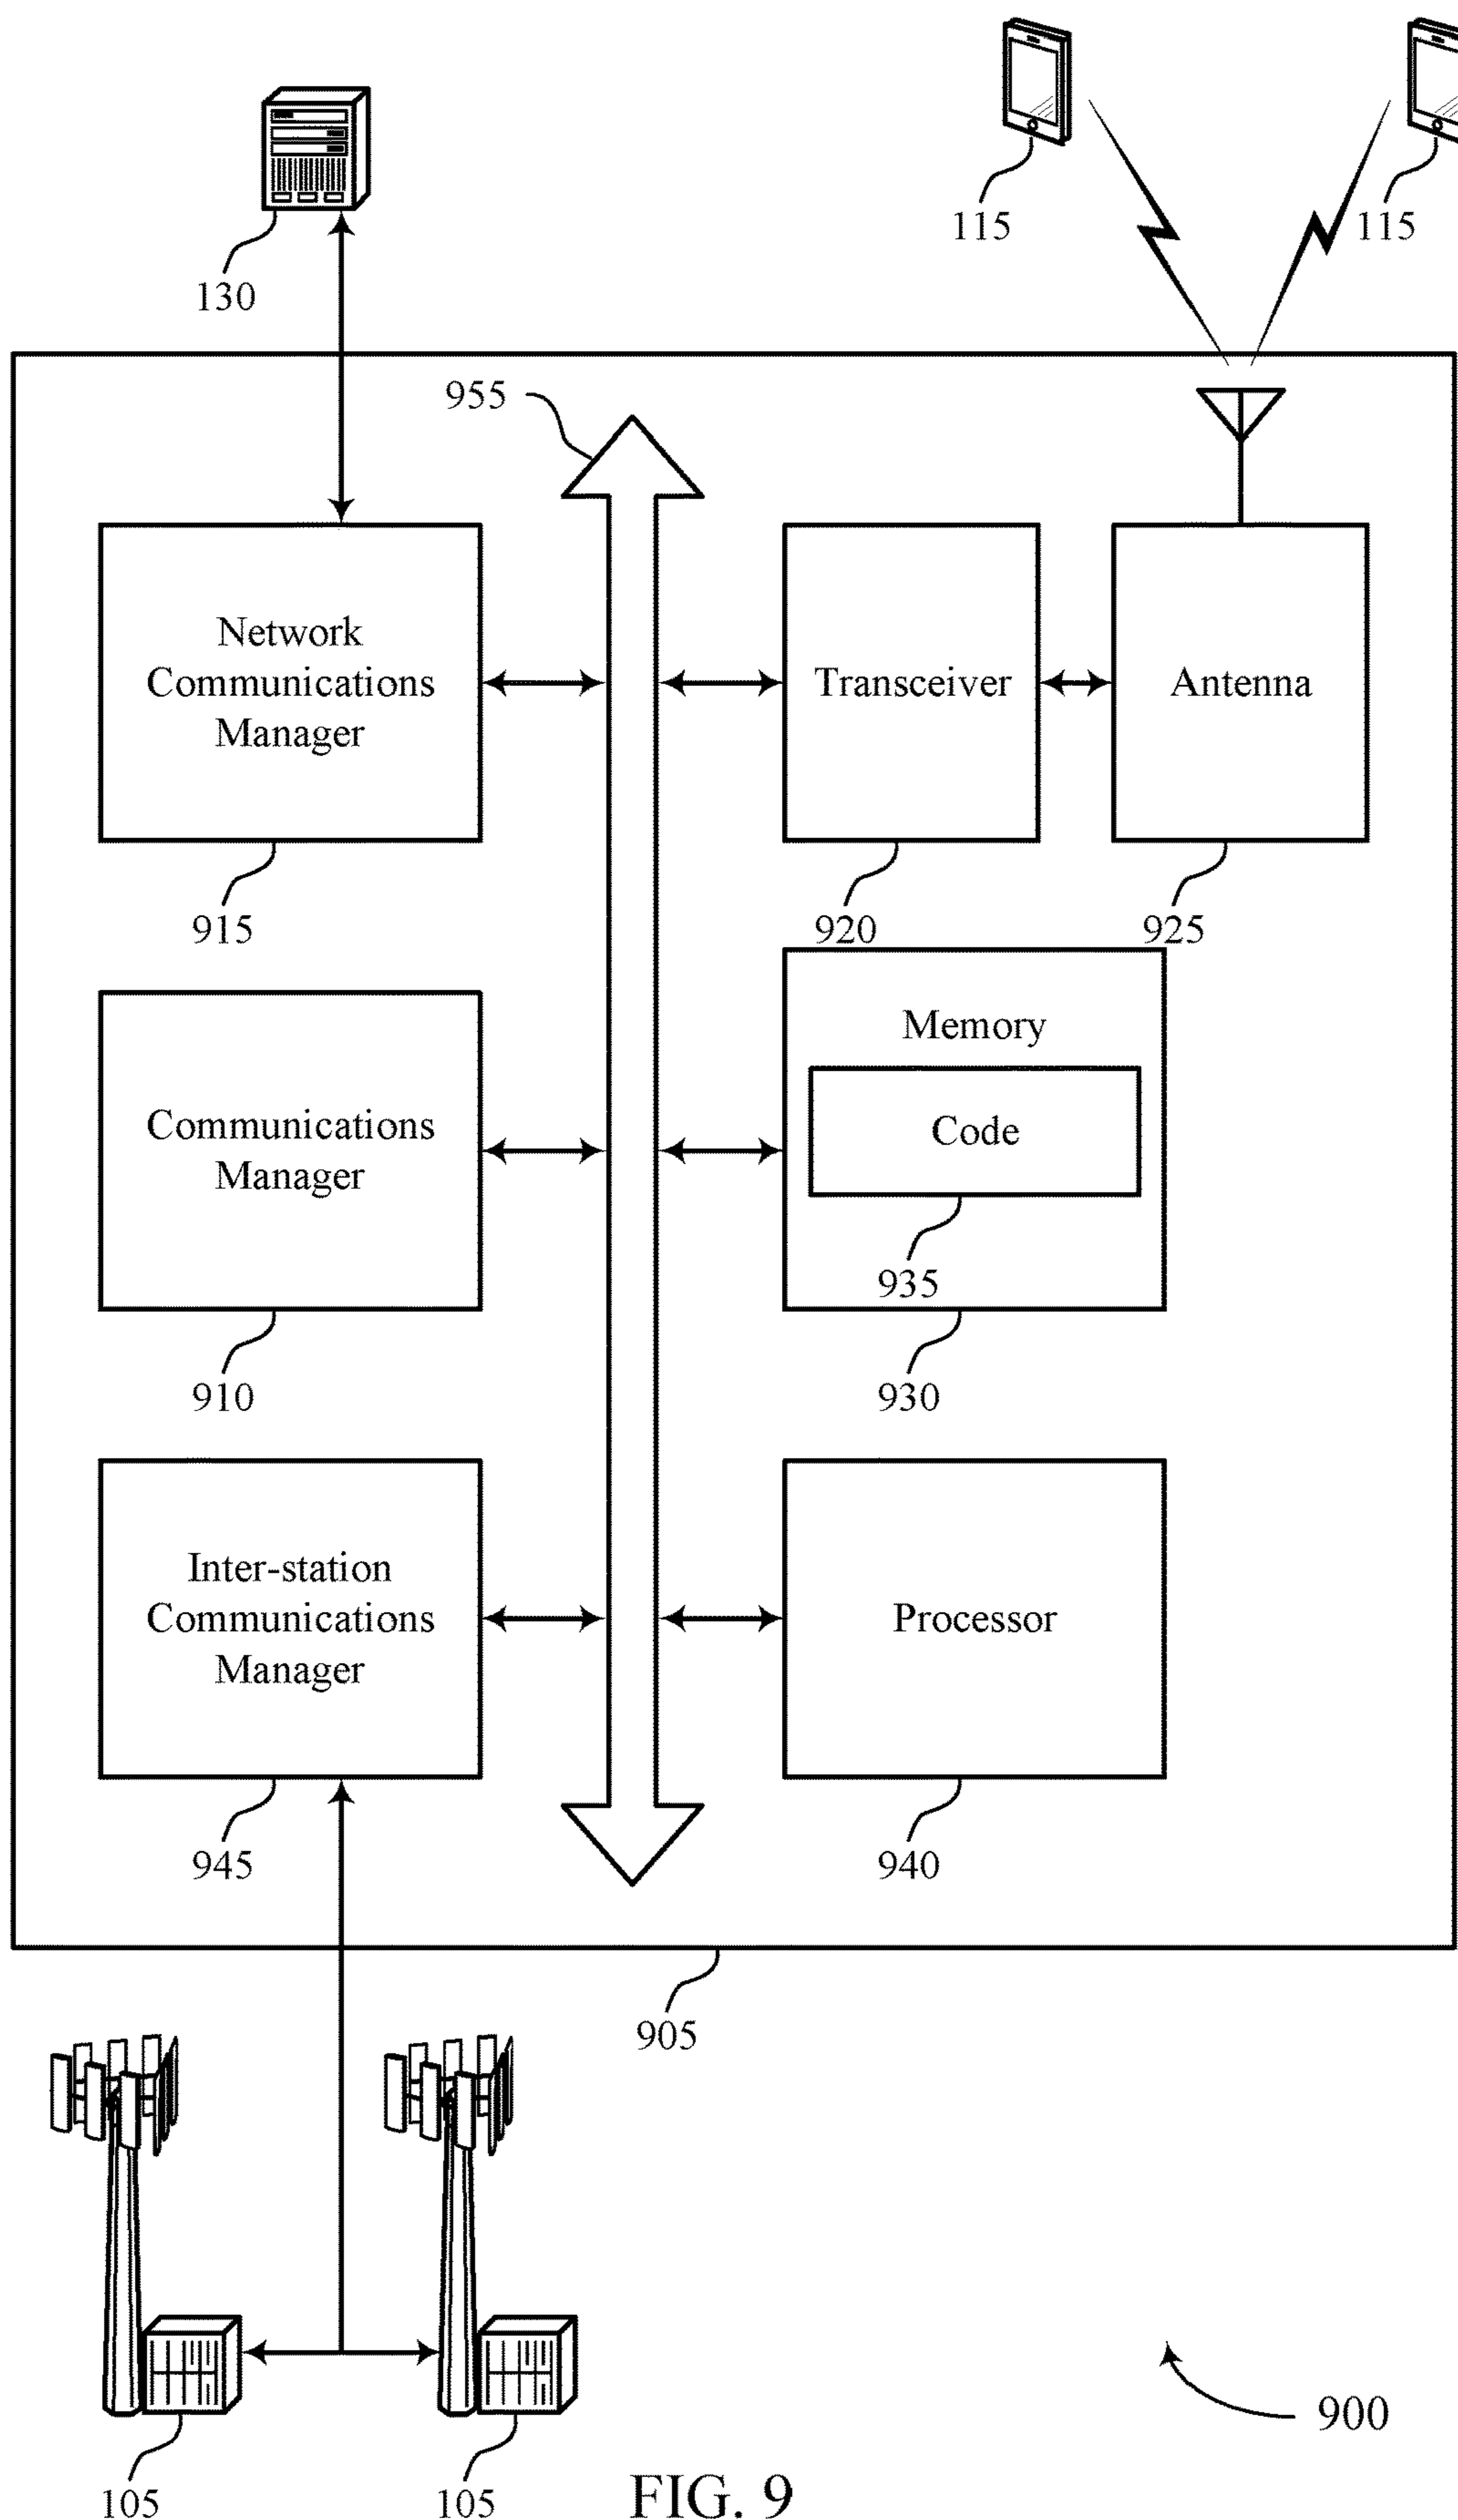 130
115
115
955
Network
Communications
Manager
Transceiver
Antenna
915
920
925
Memory
Code
Communications
Manager
935
910
930
Inter-station
Communications
Manager
Processor
945
940
905
900
105
105
FIG. 9